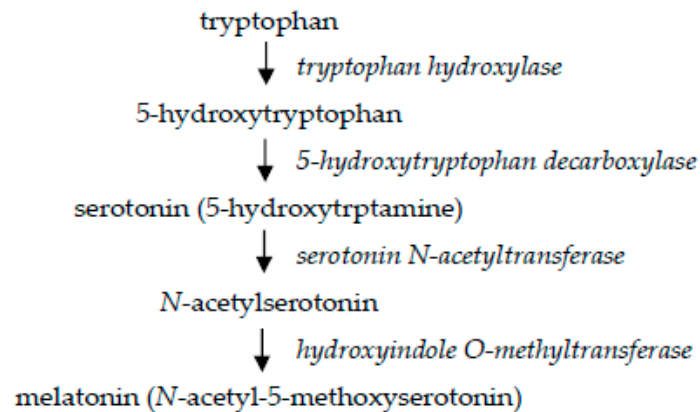 tryptophan
tryptophan hydroxylase
5-hydroxytryptophan
5-hydroxytryptophan decarboxylase
serotonin (5-hydroxytrptamine)
serotonin N-acetyltransferase
N-acetylserotonin
hydroxyindole O-methyltransferase
melatonin (N-acetyl-5-methoxyserotonin)